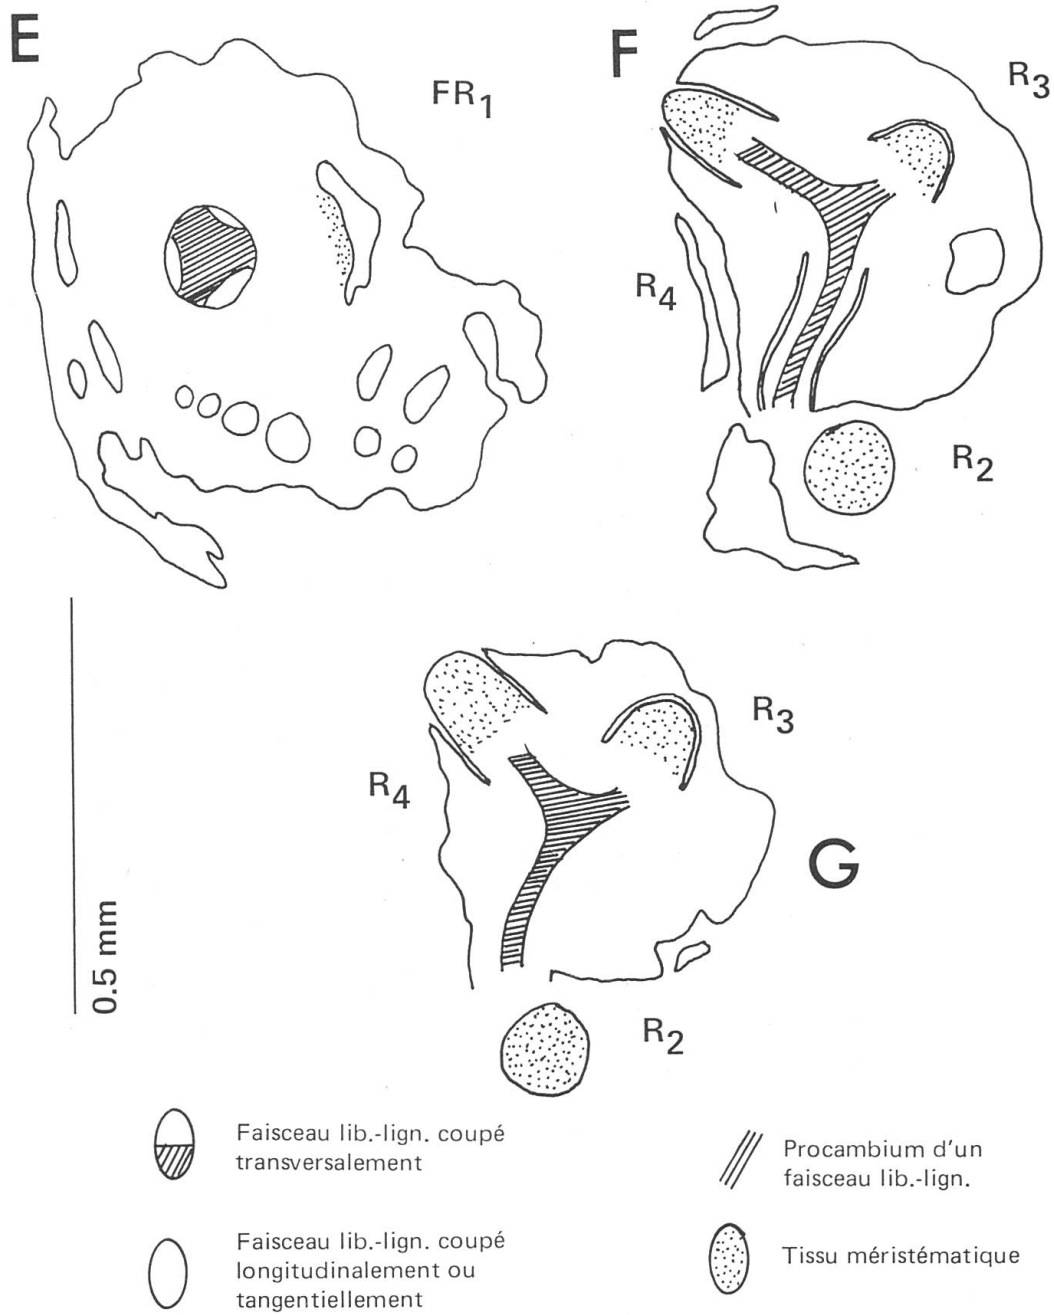 E
FR1
F
R3
R4
R2
R3
R4
G
0.5 mm
R2
Faisceau lib.-lign. coupé
transversalement
Procambium d'un
faisceau lib.-lign.
Faisceau lib.-lign. coupé
longitudinalement ou
tangentiellement
Tissu méristématique